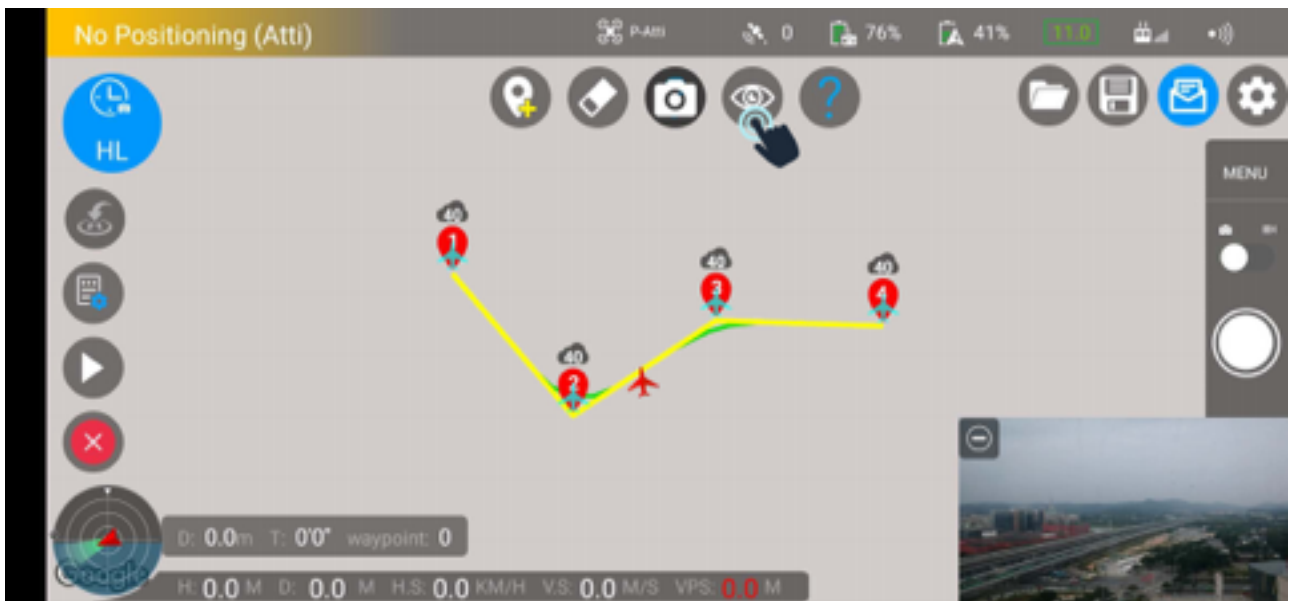 No Positioning (Atti) P-Atti 0 76% 41% 11.0
?
HL
MENU
40
1
40
3
40
4
40
2
D: 0.0m T: 0'0" waypoint: 0
Google
H: 0.0 M D: 0.0 M H.S: 0.0 KM/H V.S: 0.0 M/S VPS: 0.0 M